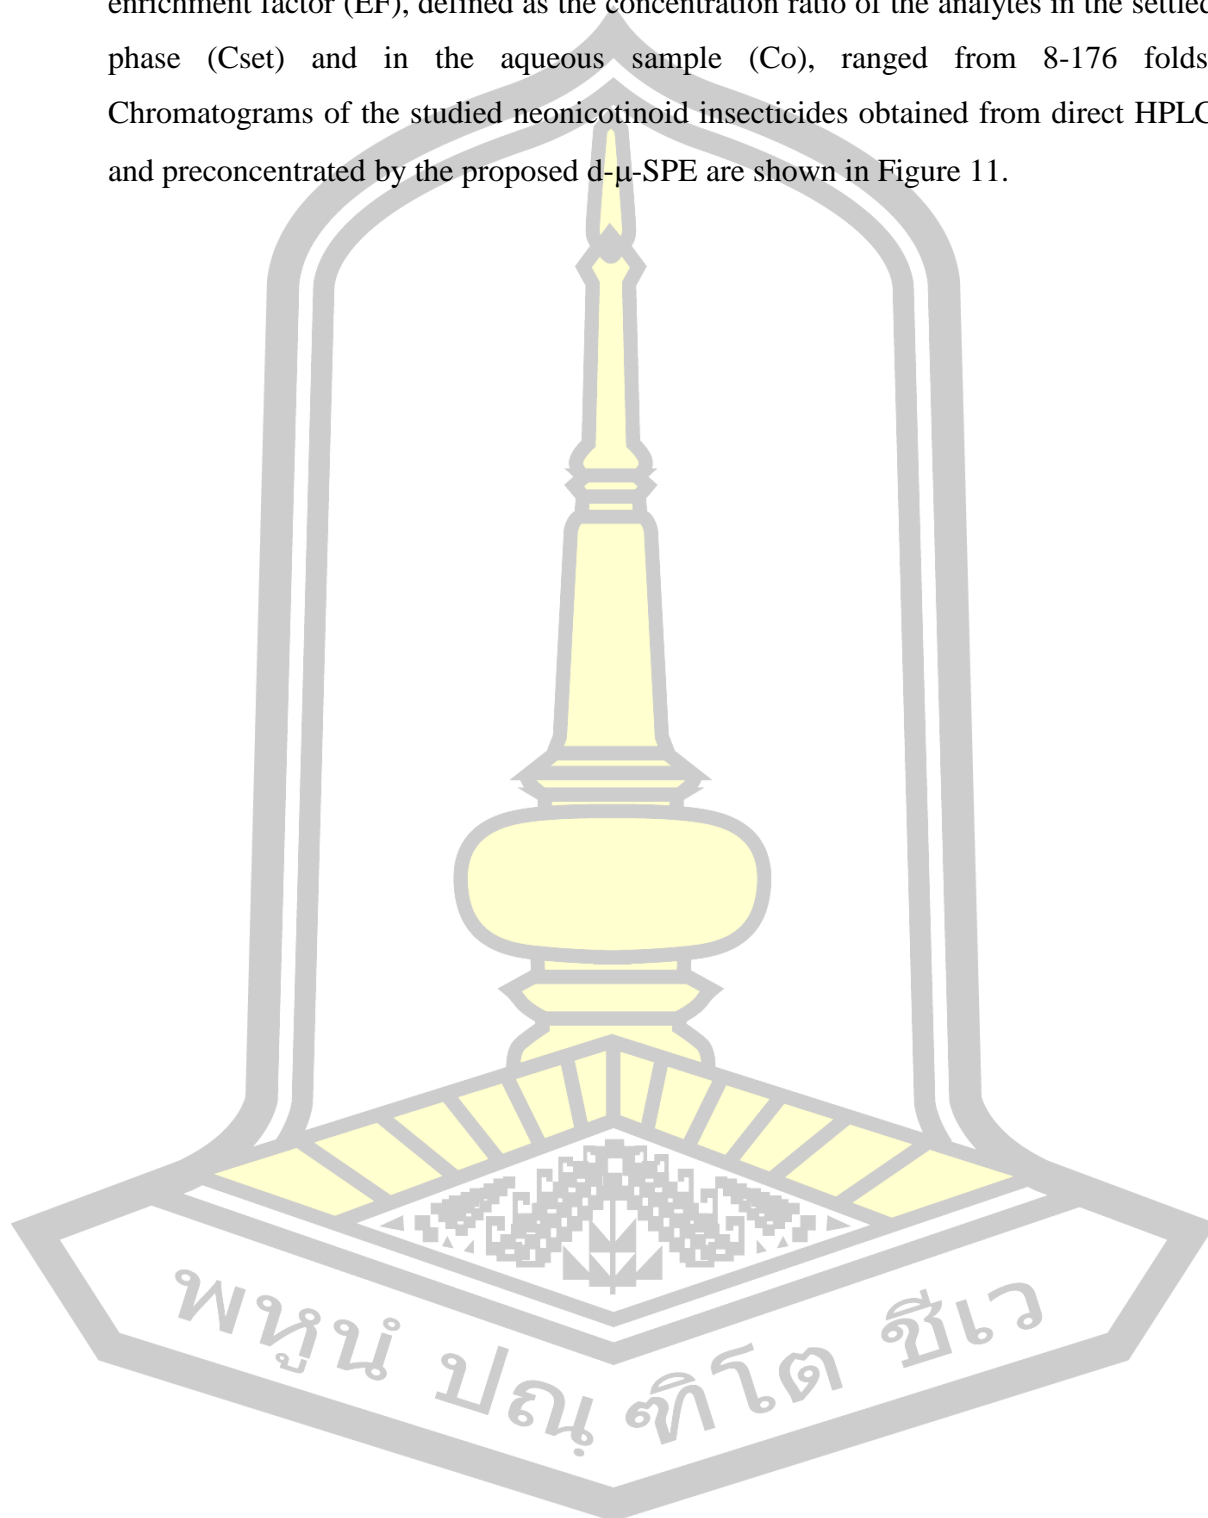 enrichment factor (EF), defined as the concentration ratio of the analytes in the settled
phase (Cset) and in the aqueous sample (Co), ranged from 8-176 folds
Chromatograms of the studied neonicotinoid insecticides obtained from direct HPLC
and preconcentrated by the proposed d-μ-SPE are shown in Figure 11.
พหูนํ ปณฺฑิโต ชีเว